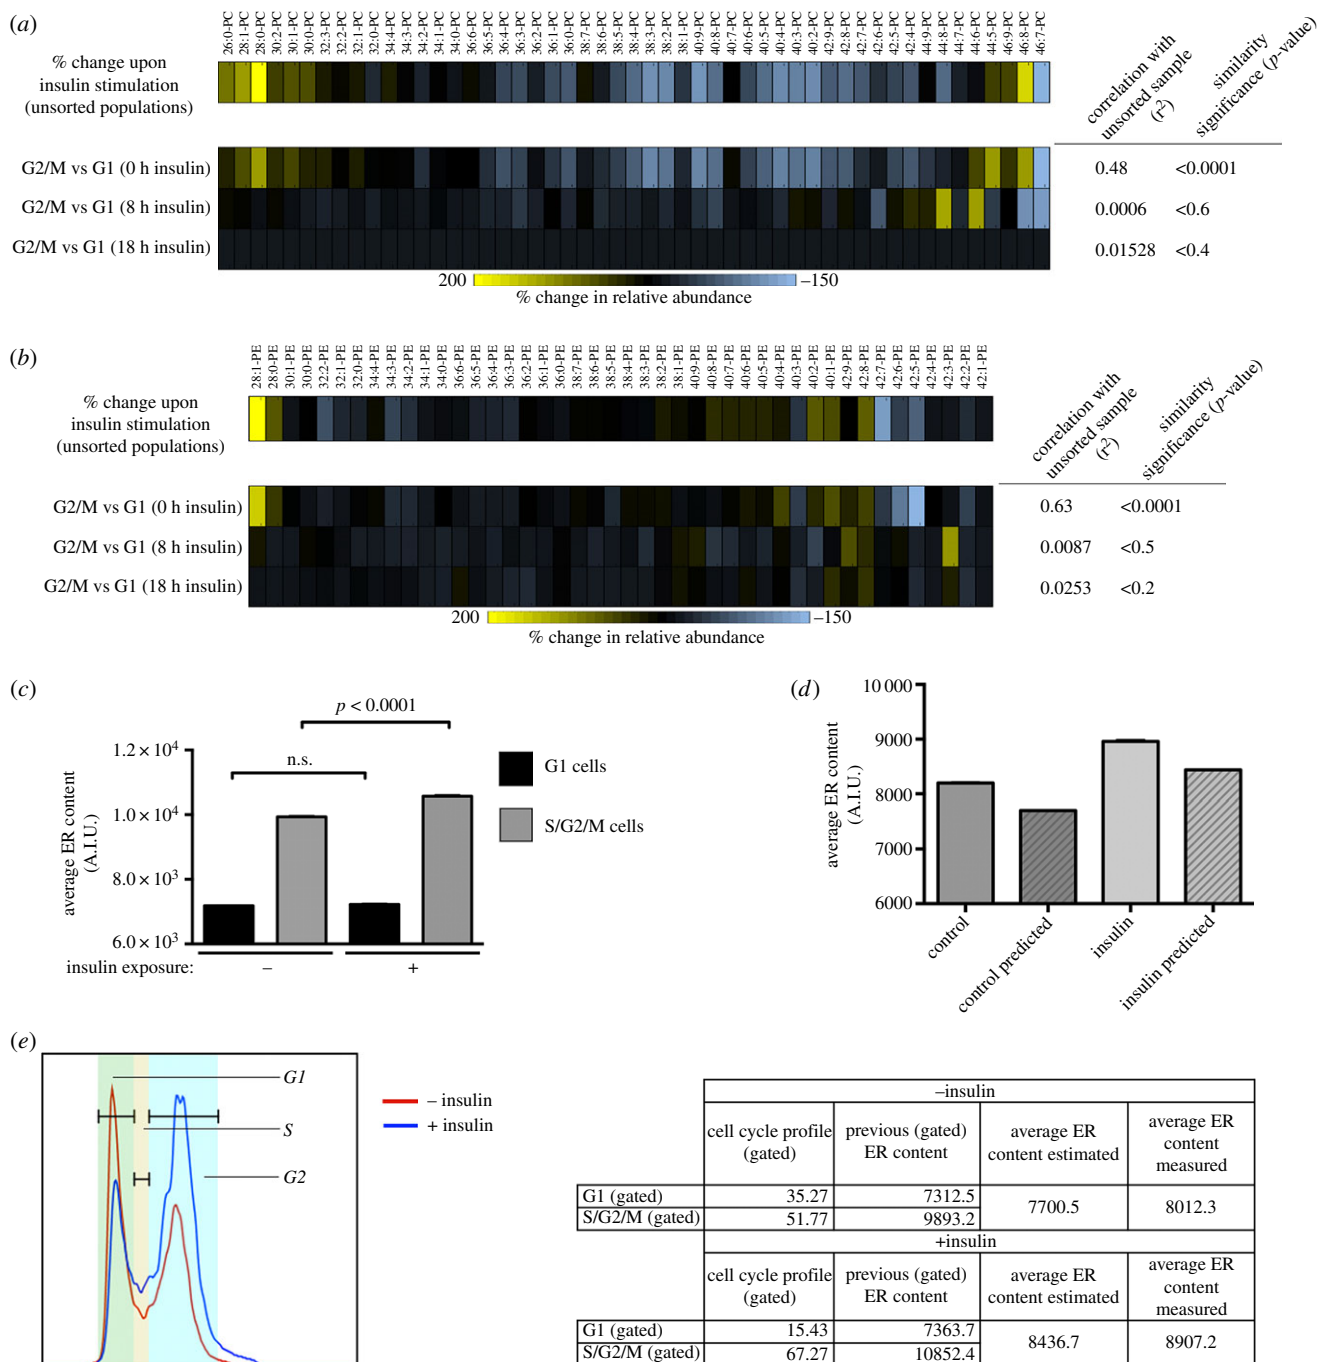 (a)
26:0-PC 28:1-PC 28:0-PC 30:2-PC 30:1-PC 30:0-PC 32:3-PC 32:2-PC 32:1-PC 32:0-PC 34:4-PC 34:3-PC 34:2-PC 34:1-PC 34:0-PC 36:6-PC 36:5-PC 36:4-PC 36:3-PC 36:2-PC 36:1-PC 36:0-PC 38:7-PC 38:6-PC 38:5-PC 38:4-PC 38:3-PC 38:2-PC 38:1-PC 40:9-PC 40:8-PC 40:7-PC 40:6-PC 40:5-PC 40:4-PC 40:3-PC 40:2-PC 42:9-PC 42:8-PC 42:7-PC 42:6-PC 42:5-PC 42:4-PC 44:9-PC 44:8-PC 44:7-PC 44:6-PC 44:5-PC 46:9-PC 46:8-PC 46:7-PC
% change upon
insulin stimulation
(unsorted populations)
correlation with
unsorted sample
(r²)
similarity
significance (p-value)
G2/M vs G1 (0 h insulin) 0.48 <0.0001
G2/M vs G1 (8 h insulin) 0.0006 <0.6
G2/M vs G1 (18 h insulin) 0.01528 <0.4
200 –150
% change in relative abundance
(b)
28:1-PE 28:0-PE 30:1-PE 30:0-PE 32:2-PE 32:1-PE 32:0-PE 34:4-PE 34:3-PE 34:2-PE 34:1-PE 34:0-PE 36:6-PE 36:5-PE 36:4-PE 36:3-PE 36:2-PE 36:1-PE 36:0-PE 38:7-PE 38:6-PE 38:5-PE 38:4-PE 38:3-PE 38:2-PE 38:1-PE 40:9-PE 40:8-PE 40:7-PE 40:6-PE 40:5-PE 40:4-PE 40:3-PE 40:2-PE 40:1-PE 42:9-PE 42:8-PE 42:7-PE 42:6-PE 42:5-PE 42:4-PE 42:3-PE 42:2-PE 42:1-PE
% change upon
insulin stimulation
(unsorted populations)
correlation with
unsorted sample
(r²)
similarity
significance (p-value)
G2/M vs G1 (0 h insulin) 0.63 <0.0001
G2/M vs G1 (8 h insulin) 0.0087 <0.5
G2/M vs G1 (18 h insulin) 0.0253 <0.2
200 –150
% change in relative abundance
(c)
p < 0.0001
n.s.
1.2 × 10⁴
1.0 × 10⁴
8.0 × 10³
6.0 × 10³
average ER content
(A.I.U.)
insulin exposure: – +
G1 cells
S/G2/M cells
(d)
10 000
9000
8000
7000
6000
average ER content
(A.I.U.)
control
control predicted
insulin
insulin predicted
(e)
G1
S
G2
– insulin
+ insulin
–insulin
cell cycle profile (gated) previous (gated) ER content average ER content estimated average ER content measured
G1 (gated) 35.27 7312.5 7700.5 8012.3
S/G2/M (gated) 51.77 9893.2
+insulin
cell cycle profile (gated) previous (gated) ER content average ER content estimated average ER content measured
G1 (gated) 15.43 7363.7 8436.7 8907.2
S/G2/M (gated) 67.27 10852.4